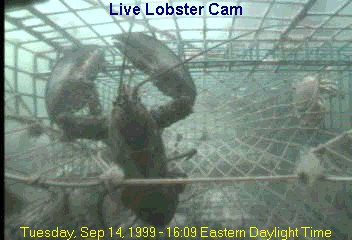 Live Lobster Cam
Tuesday, Sep 14, 1999 - 16:09 Eastern Daylight Time